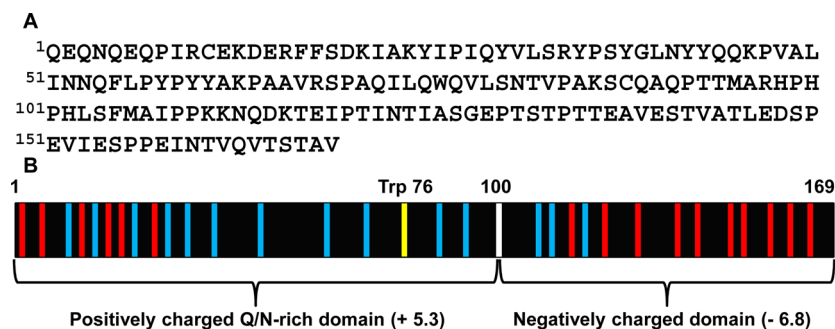 A
1QEQNQEQPIRCEKDERFFSDKIAKYIPIQYVLSRYPSYGLNYYQQKPVAL
51INNQFLPYPYYAKPAAVRSPAQILQWQVLSNTVPAKSCQAQPTTMARHPH
101PHLSFMAIPPKKNQDKTEIPTINTIASGEPTSTPTTEAVESTVATLEDSP
151EVIESPPEINTVQVTSTAV
B
1 Trp 76 100 169
Positively charged Q/N-rich domain (+ 5.3) Negatively charged domain (- 6.8)